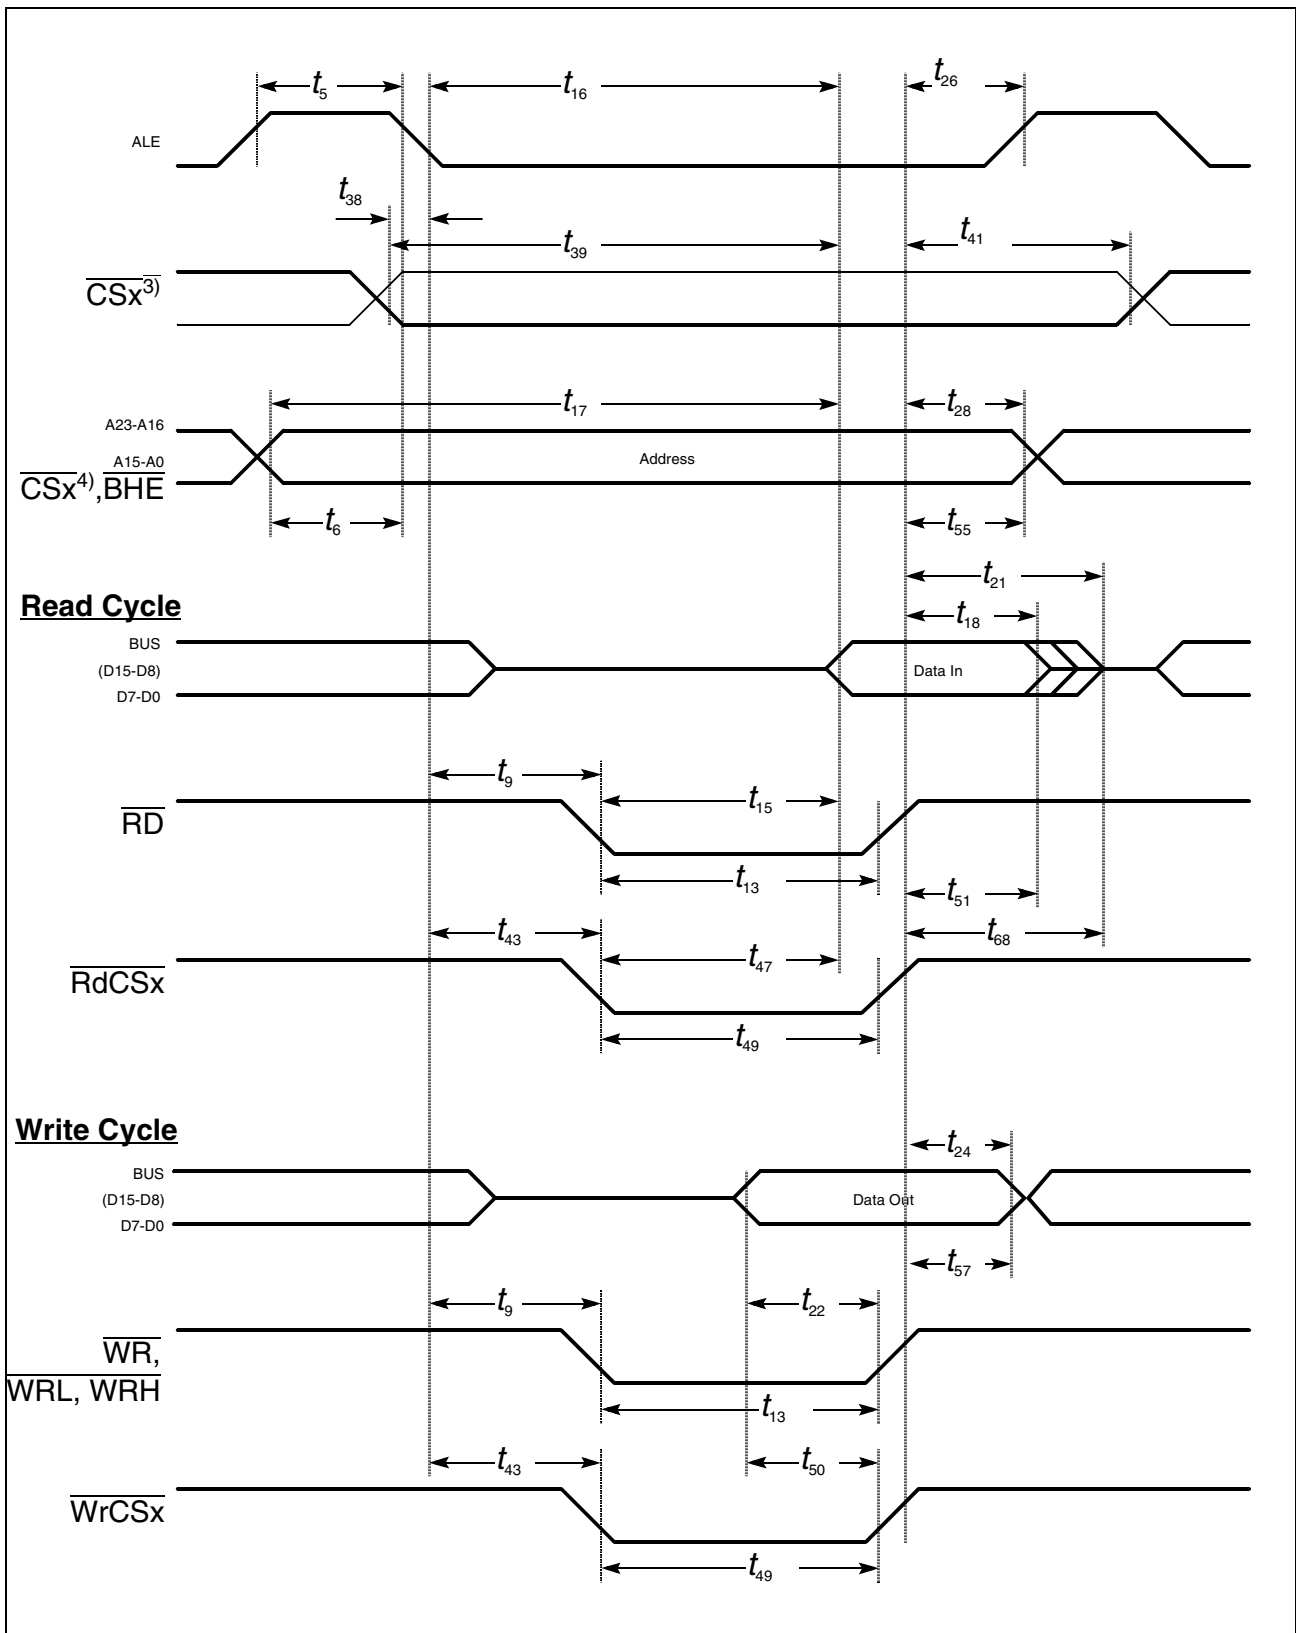 t5 t16 t26
ALE
t38
t39 t41
CSx3)
t17 t28
A23-A16
A15-A0 Address
CSx4),BHE
t6 t55
t21
Read Cycle t18
BUS
(D15-D8) Data In
D7-D0
t9
t15
RD
t13 t51
t43 t68
t47
RdCSx
t49
Write Cycle
t24
BUS
(D15-D8) Data Out
D7-D0
t57
t9 t22
WR,
WRL, WRH
t13
t43 t50
WrCSx
t49